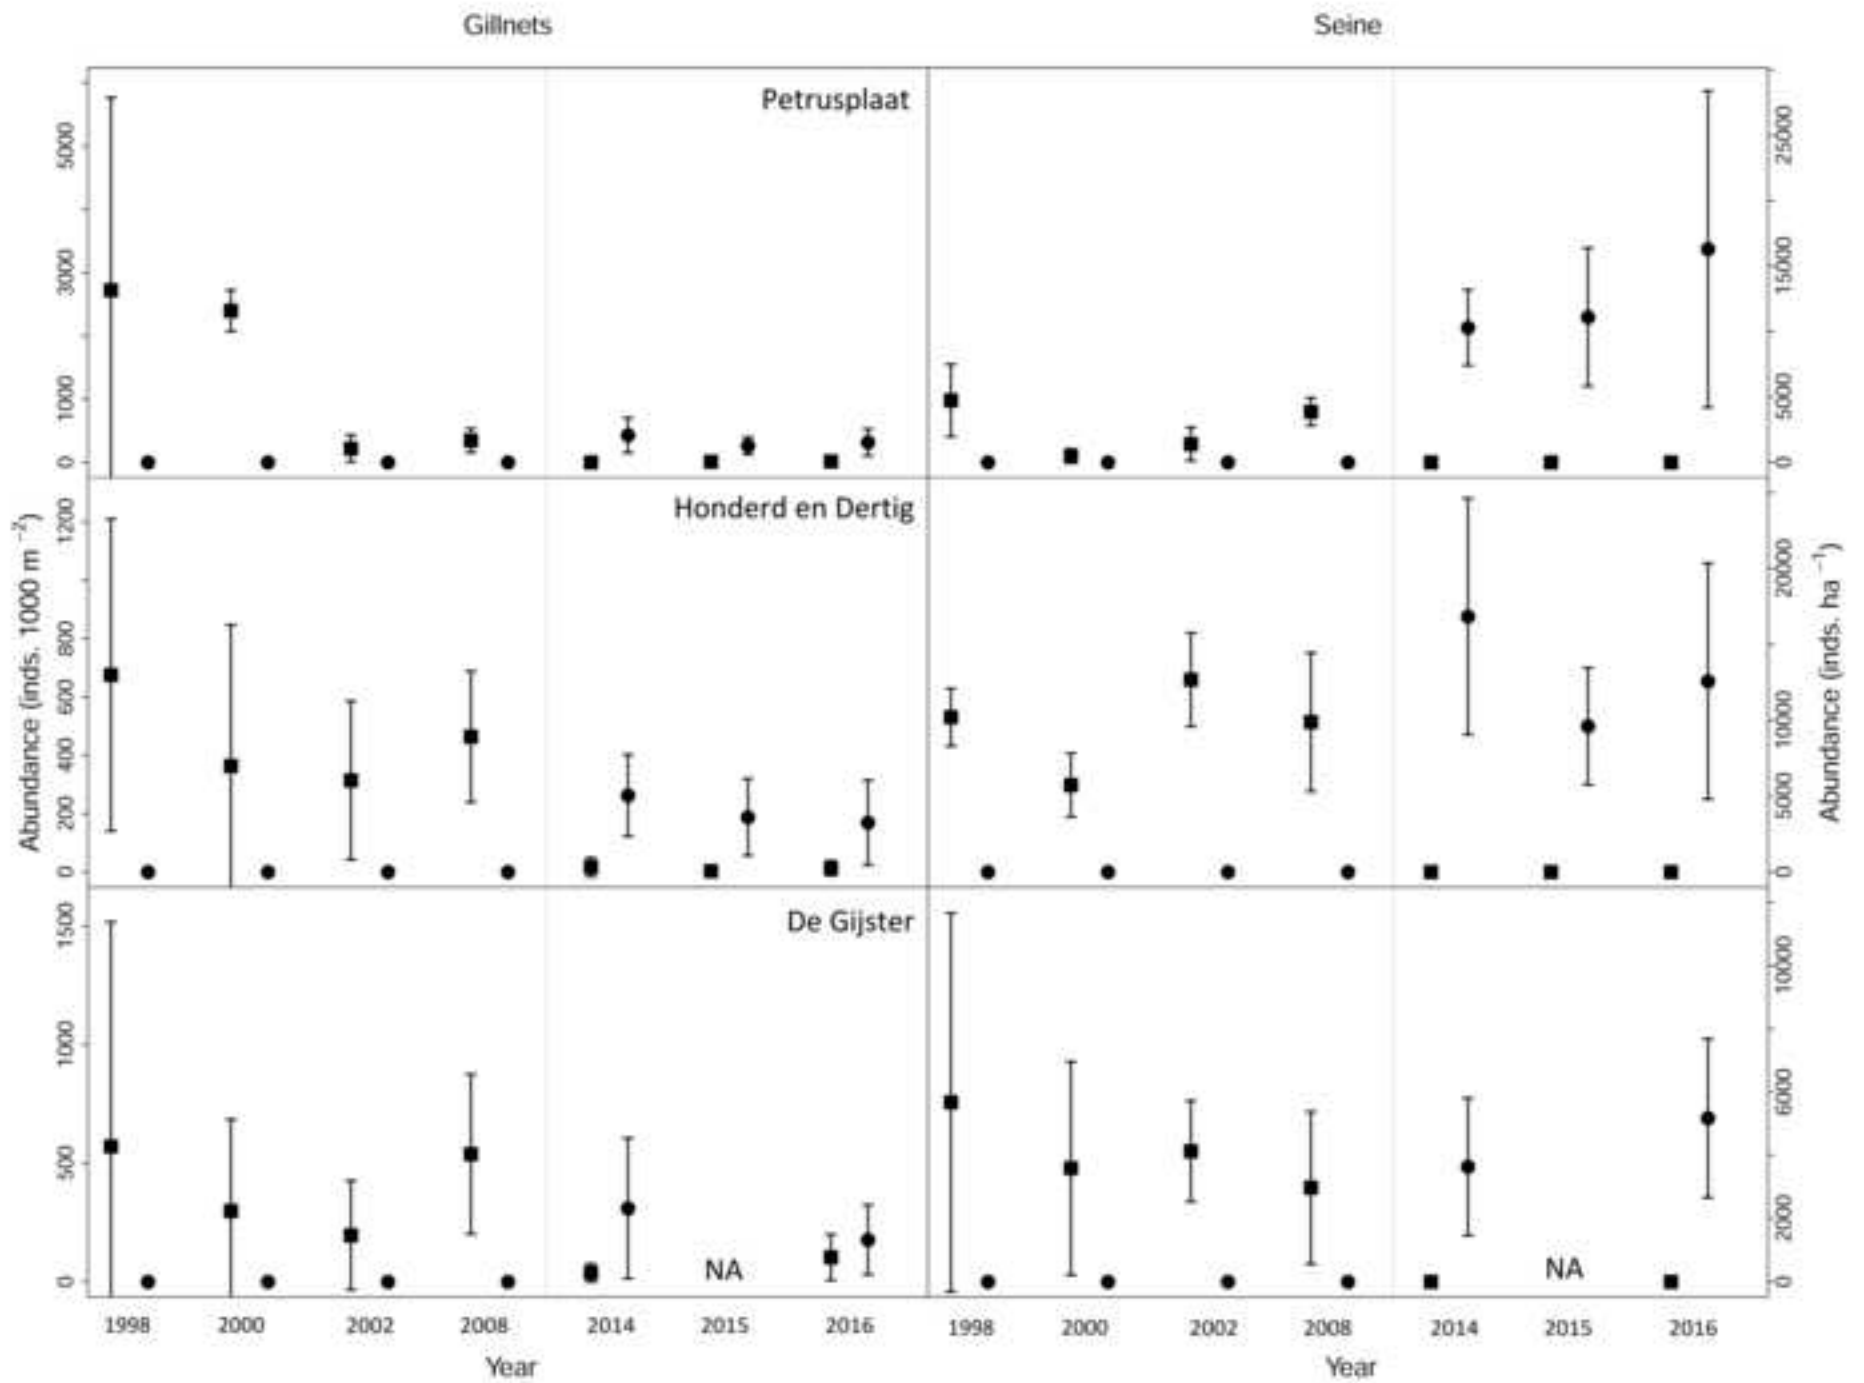 Gillnets Seine
Petrusplaat
5000
3000
1000
0
25000
15000
5000
0
Honderd en Dertig
1200
800
600
400
200
0
20000
10000
5000
0
De Gijster
1500
1000
500
0
10000
6000
2000
0
NA NA
Abundance (inds. 1000 m⁻²)
Abundance (inds. ha⁻¹)
1998 2000 2002 2008 2014 2015 2016 1998 2000 2002 2008 2014 2015 2016
Year Year